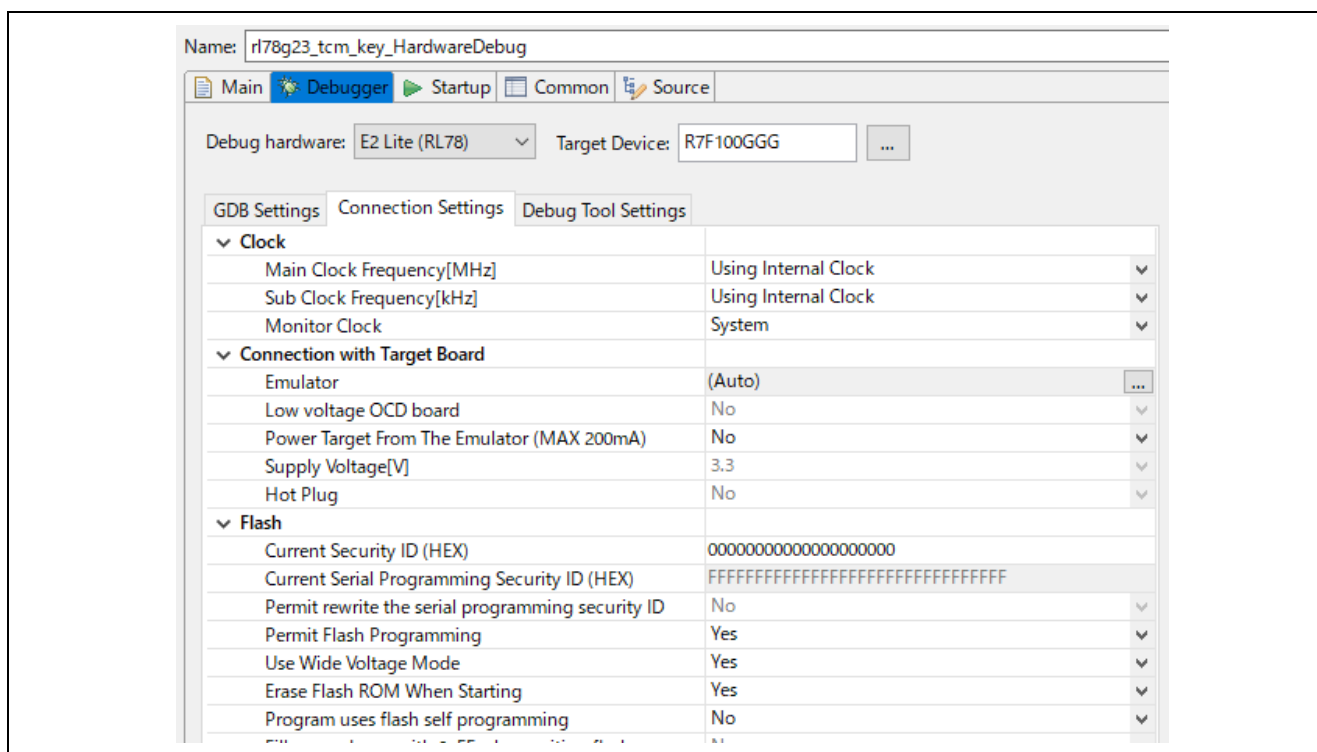 Name: rl78g23_tcm_key_HardwareDebug
Main Debugger Startup Common Source
Debug hardware: E2 Lite (RL78) Target Device: R7F100GGG ...
GDB Settings Connection Settings Debug Tool Settings
Clock
Main Clock Frequency[MHz] Using Internal Clock
Sub Clock Frequency[kHz] Using Internal Clock
Monitor Clock System
Connection with Target Board
Emulator (Auto) ...
Low voltage OCD board No
Power Target From The Emulator (MAX 200mA) No
Supply Voltage[V] 3.3
Hot Plug No
Flash
Current Security ID (HEX) 00000000000000000000
Current Serial Programming Security ID (HEX) FFFFFFFFFFFFFFFFFFFFFFFFFFFFFFFF
Permit rewrite the serial programming security ID No
Permit Flash Programming Yes
Use Wide Voltage Mode Yes
Erase Flash ROM When Starting Yes
Program uses flash self programming No